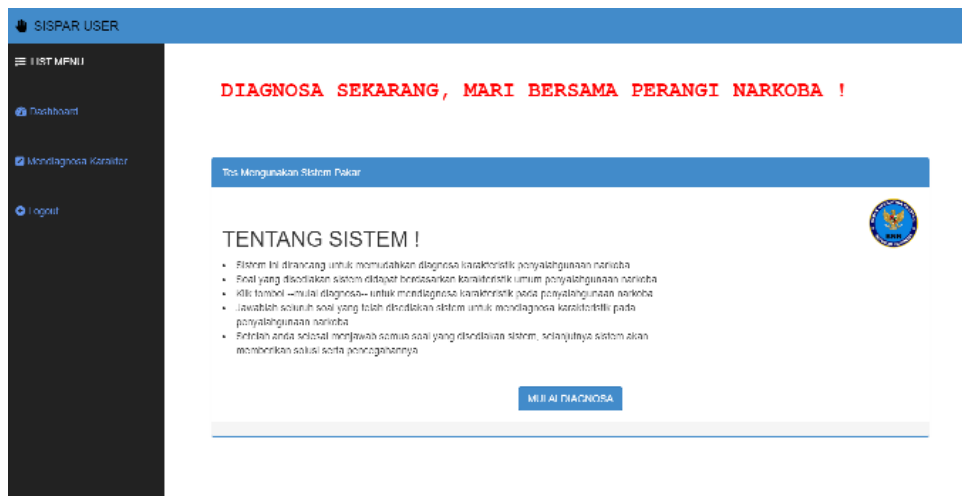 SISPAR USER
LIST MENU
Dashboard
Mendiagnosa Karakter
Logout
DIAGNOSA SEKARANG, MARI BERSAMA PERANGI NARKOBA !
Tes Mengunakan Sistem Pakar
BNN
TENTANG SISTEM !
• Sistem ini dirancang untuk memudahkan diagnosa karakteristik penyalahgunaan narkoba
• Soal yang disediakan sistem didapat berdasarkan karakteristik umum penyalahgunaan narkoba
• Klik tombol --mulai diagnosa-- untuk mendiagnosa karakteristik pada penyalahgunaan narkoba
• Jawablah seluruh soal yang telah disediakan sistem untuk mendiagnosa karakteristik pada
penyalahgunaan narkoba
• Setelah anda selesai menjawab semua soal yang disediakan sistem, selanjutnya sistem akan
memberikan solusi serta pencegahannya
MULAI DIAGNOSA